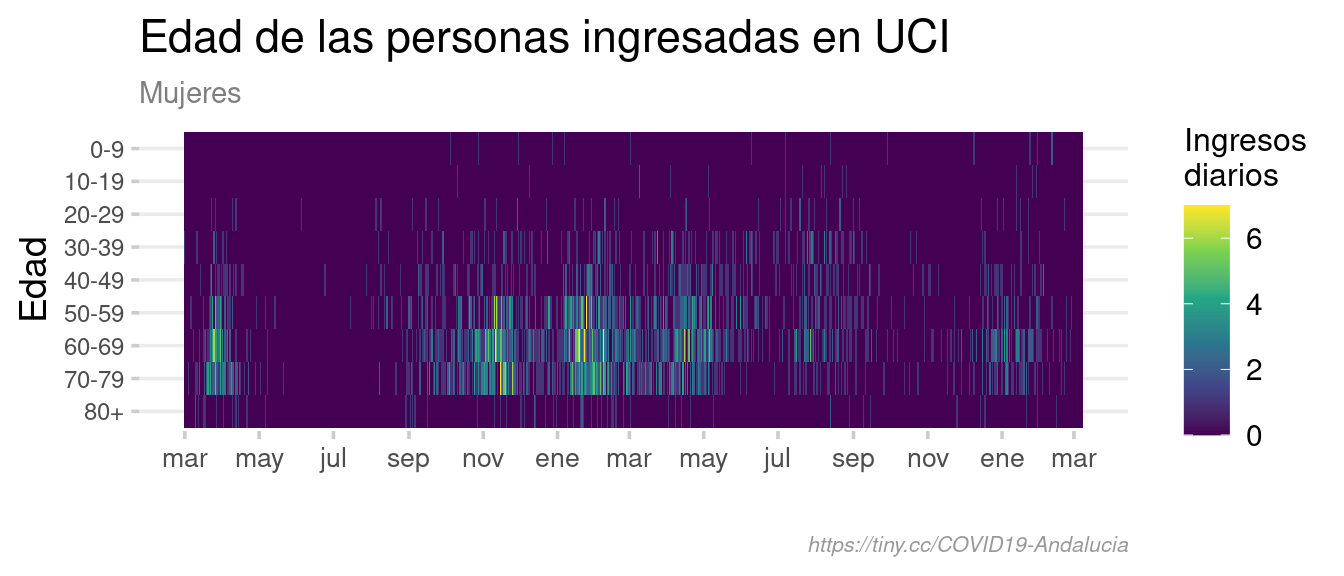 Edad de las personas ingresadas en UCI
Mujeres
Edad
0-9
10-19
20-29
30-39
40-49
50-59
60-69
70-79
80+
mar may jul sep nov ene mar may jul sep nov ene mar
Ingresos
diarios
6
4
2
0
https://tiny.cc/COVID19-Andalucia